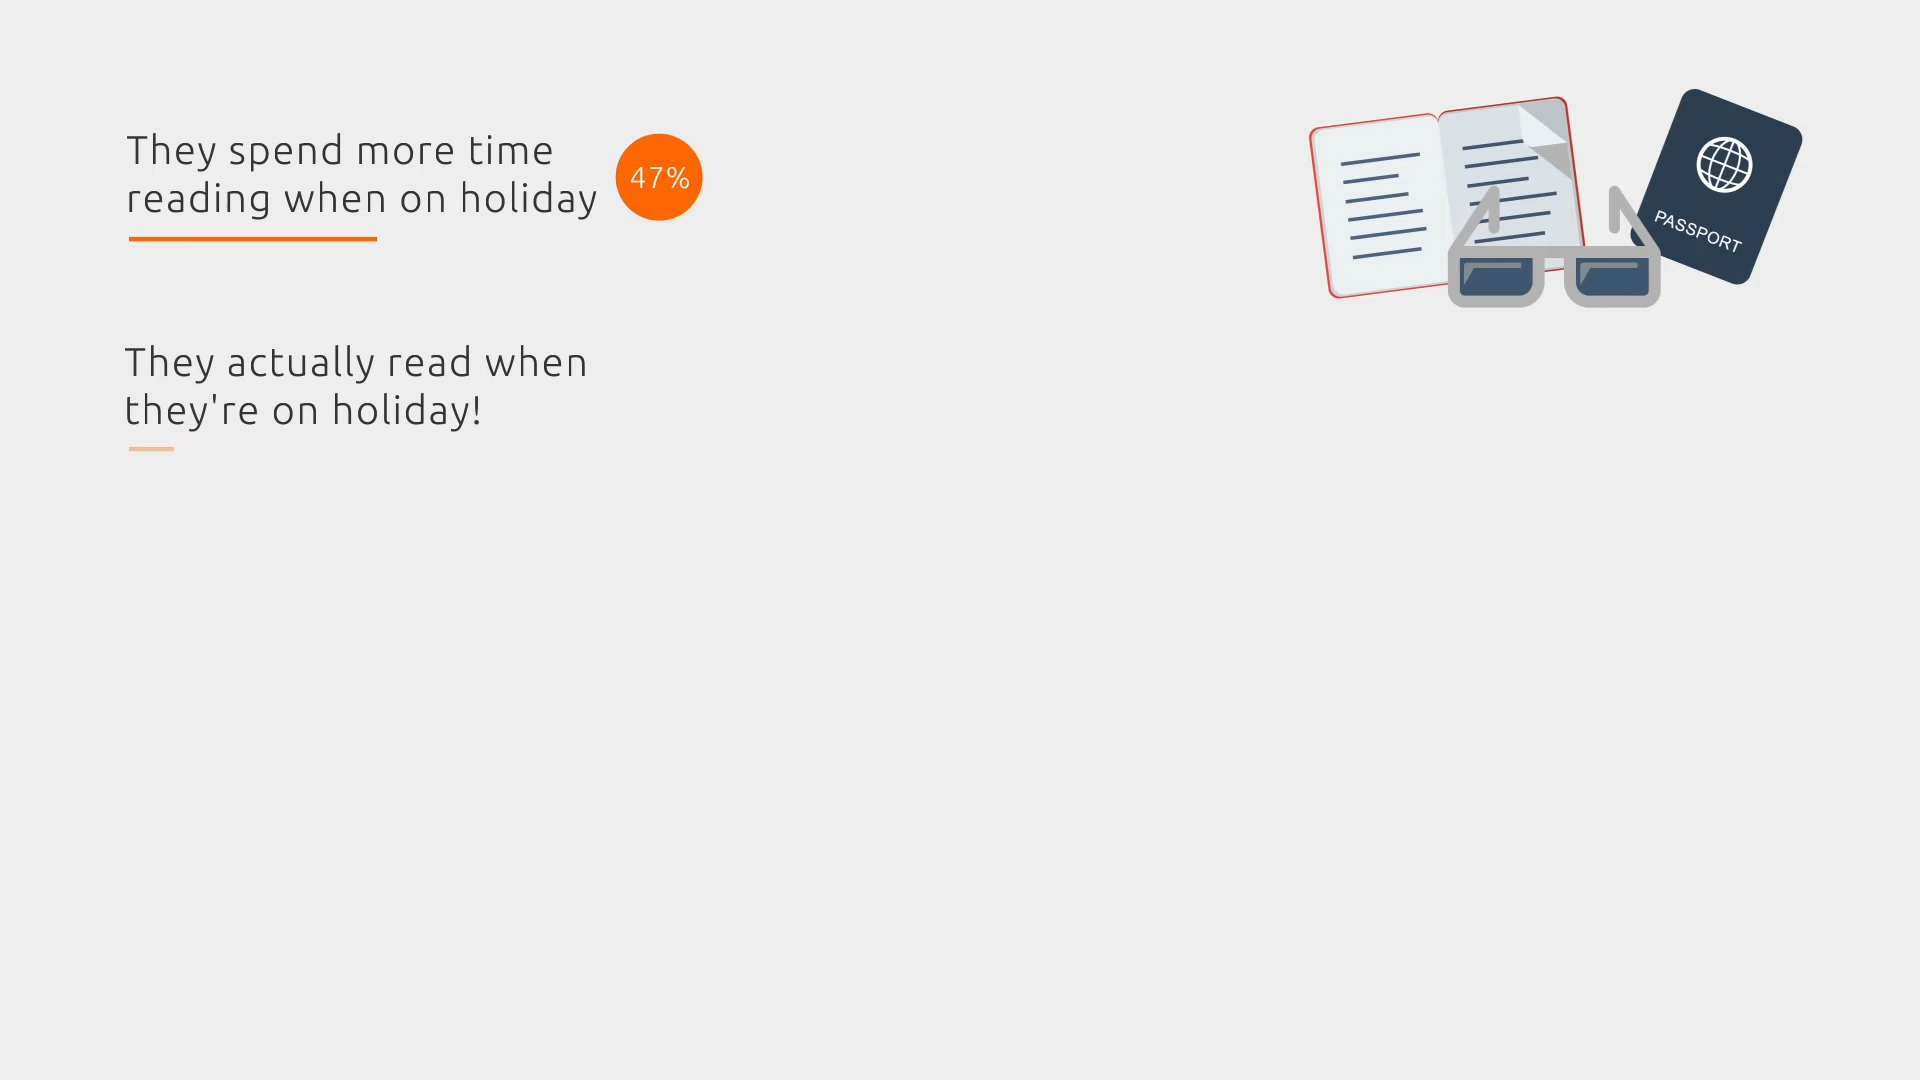 They spend more time
reading when on holiday
47%
PASSPORT
They actually read when
they're on holiday!